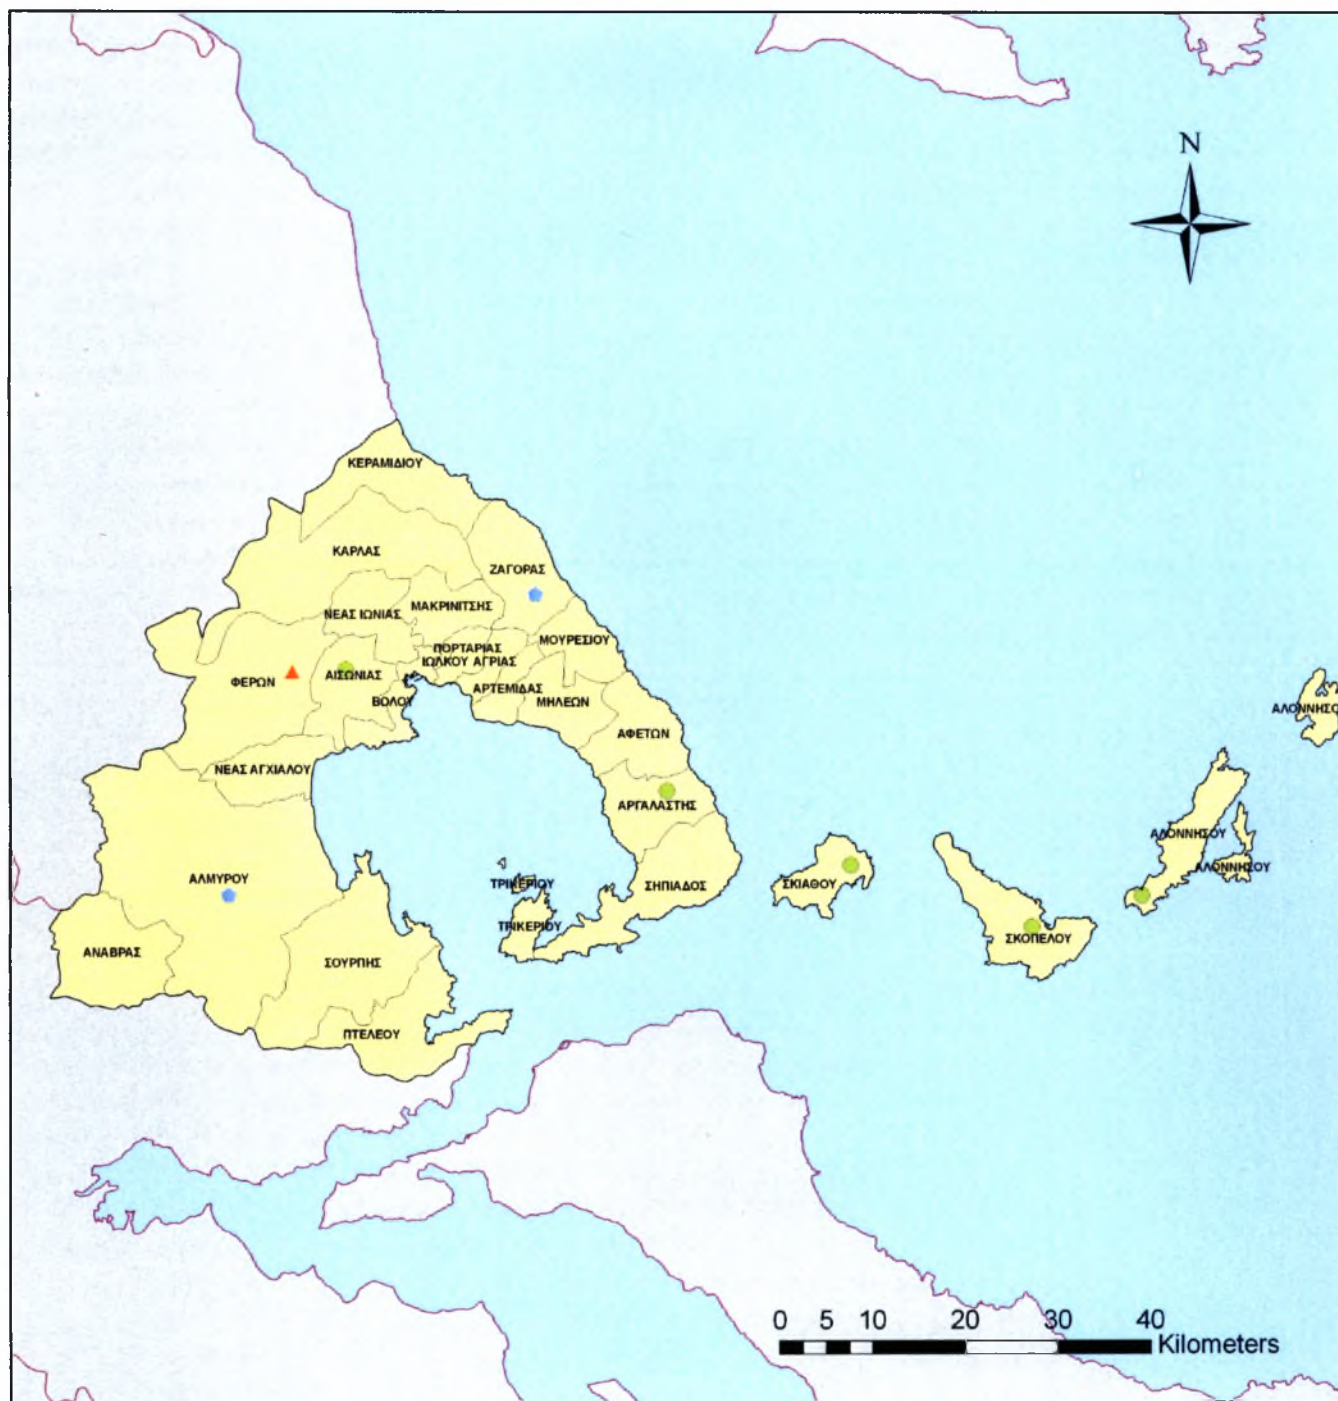 N
ΚΕΡΑΜΙΔΙΟΥ
ΚΑΡΛΑΣ
ΖΑΓΟΡΑΣ
ΝΕΑΣ ΙΩΝΙΑΣ
ΜΑΚΡΙΝΙΤΣΗΣ
ΜΟΥΡΕΣΙΟΥ
ΠΟΡΤΑΡΙΑΣ
ΙΩΛΚΟΥ ΑΓΡΙΑΣ
ΦΕΡΩΝ
ΑΙΣΩΝΙΑΣ
ΑΡΤΕΜΙΔΑΣ
ΒΟΛΟΥ
ΜΗΛΕΩΝ
ΑΛΟΝΝΗΣΟΥ
ΑΦΕΤΩΝ
ΝΕΑΣ ΑΓΧΙΑΛΟΥ
ΑΡΓΑΛΑΣΤΗΣ
ΑΛΟΝΝΗΣΟΥ
ΑΛΟΝΝΗΣΟΥ
ΑΛΜΥΡΟΥ
ΤΡΙΚΕΡΙΟΥ
ΣΗΠΙΑΔΟΣ
ΣΚΙΑΘΟΥ
ΤΡΙΚΕΡΙΟΥ
ΣΚΟΠΕΛΟΥ
ΑΝΑΒΡΑΣ
ΣΟΥΡΠΗΣ
ΠΤΕΛΕΟΥ
0 5 10 20 30 40
Kilometers